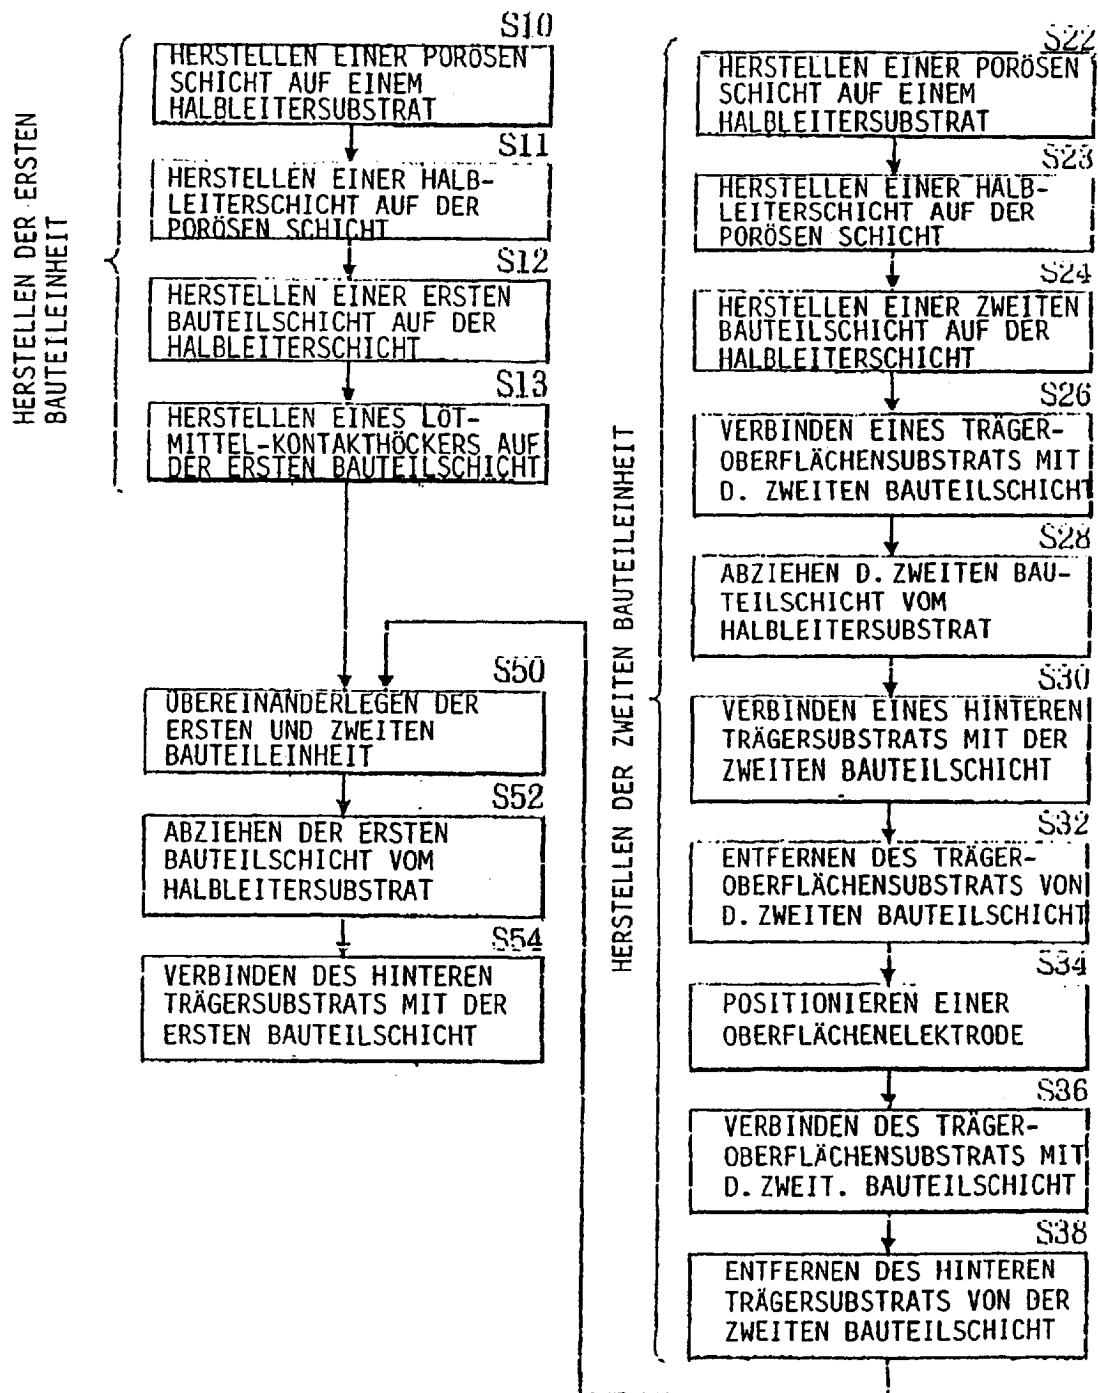 HERSTELLEN DER ERSTEN
BAUTEILEINHEIT
S10
HERSTELLEN EINER PORÖSEN
SCHICHT AUF EINEM
HALBLEITERSUBSTRAT
S11
HERSTELLEN EINER HALB-
LEITERSCHICHT AUF DER
PORÖSEN SCHICHT
S12
HERSTELLEN EINER ERSTEN
BAUTEILSCHICHT AUF DER
HALBLEITERSCHICHT
S13
HERSTELLEN EINES LÖT-
MITTEL-KONTAKTHÖCKERS AUF
DER ERSTEN BAUTEILSCHICHT
S50
ÜBEREINANDERLEGEN DER
ERSTEN UND ZWEITEN
BAUTEILEINHEIT
S52
ABZIEHEN DER ERSTEN
BAUTEILSCHICHT VOM
HALBLEITERSUBSTRAT
S54
VERBINDEN DES HINTEREN
TRÄGERSUBSTRATS MIT DER
ERSTEN BAUTEILSCHICHT
HERSTELLEN DER ZWEITEN BAUTEILEINHEIT
S22
HERSTELLEN EINER PORÖSEN
SCHICHT AUF EINEM
HALBLEITERSUBSTRAT
S23
HERSTELLEN EINER HALB-
LEITERSCHICHT AUF DER
PORÖSEN SCHICHT
S24
HERSTELLEN EINER ZWEITEN
BAUTEILSCHICHT AUF DER
HALBLEITERSCHICHT
S26
VERBINDEN EINES TRÄGER-
OBERFLÄCHENSUBSTRATS MIT
D. ZWEITEN BAUTEILSCHICHT
S28
ABZIEHEN D. ZWEITEN BAU-
TEILSCHICHT VOM
HALBLEITERSUBSTRAT
S30
VERBINDEN EINES HINTEREN
TRÄGERSUBSTRATS MIT DER
ZWEITEN BAUTEILSCHICHT
S32
ENTFERNEN DES TRÄGER-
OBERFLÄCHENSUBSTRATS VON
D. ZWEITEN BAUTEILSCHICHT
S34
POSITIONIEREN EINER
OBERFLÄCHENELEKTRODE
S36
VERBINDEN DES TRÄGER-
OBERFLÄCHENSUBSTRATS MIT
D. ZWEIT. BAUTEILSCHICHT
S38
ENTFERNEN DES HINTEREN
TRÄGERSUBSTRATS VON DER
ZWEITEN BAUTEILSCHICHT